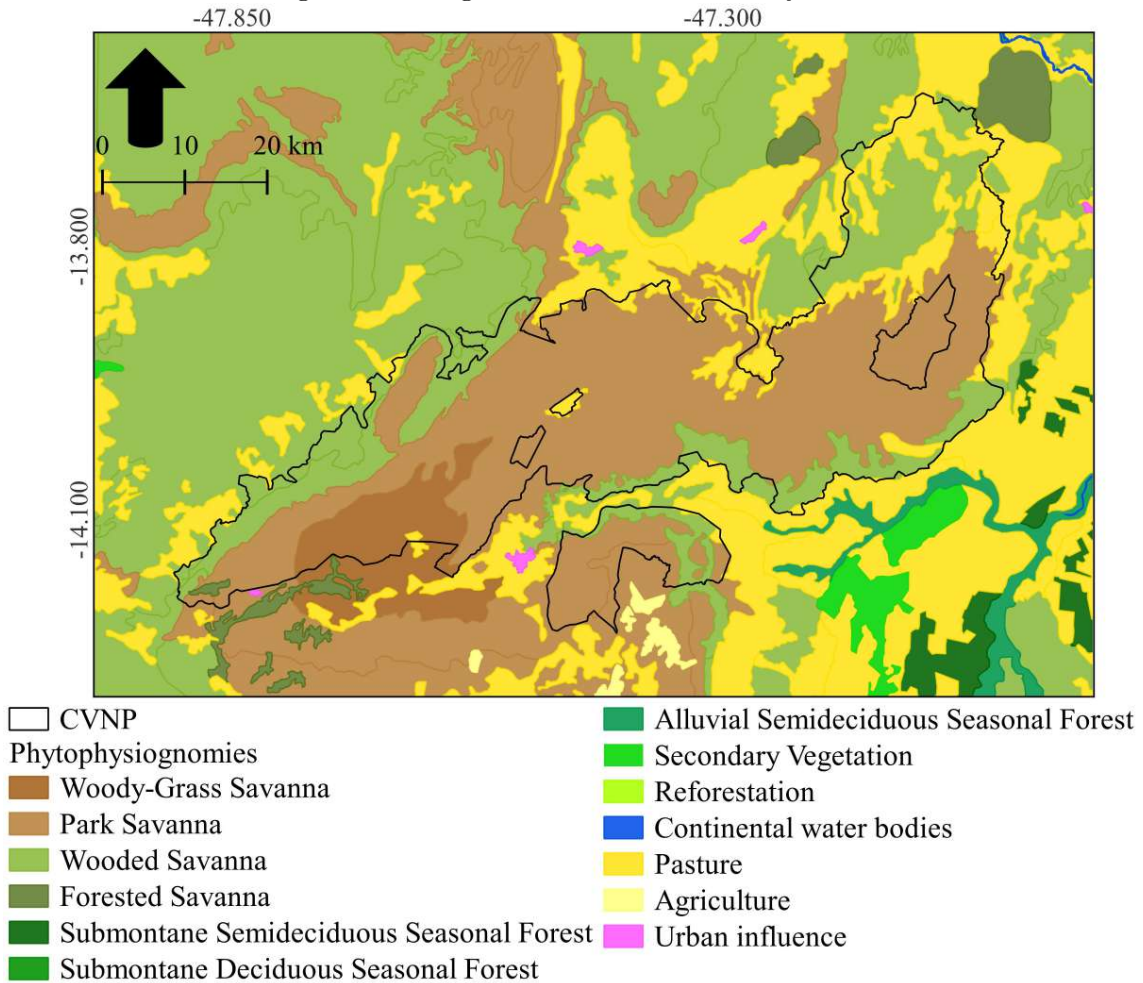 -47.850 -47.300
0 10 20 km
-13.800
-14.100
CVNP
Phytophysiognomies
Woody-Grass Savanna
Park Savanna
Wooded Savanna
Forested Savanna
Submontane Semideciduous Seasonal Forest
Submontane Deciduous Seasonal Forest
Alluvial Semideciduous Seasonal Forest
Secondary Vegetation
Reforestation
Continental water bodies
Pasture
Agriculture
Urban influence